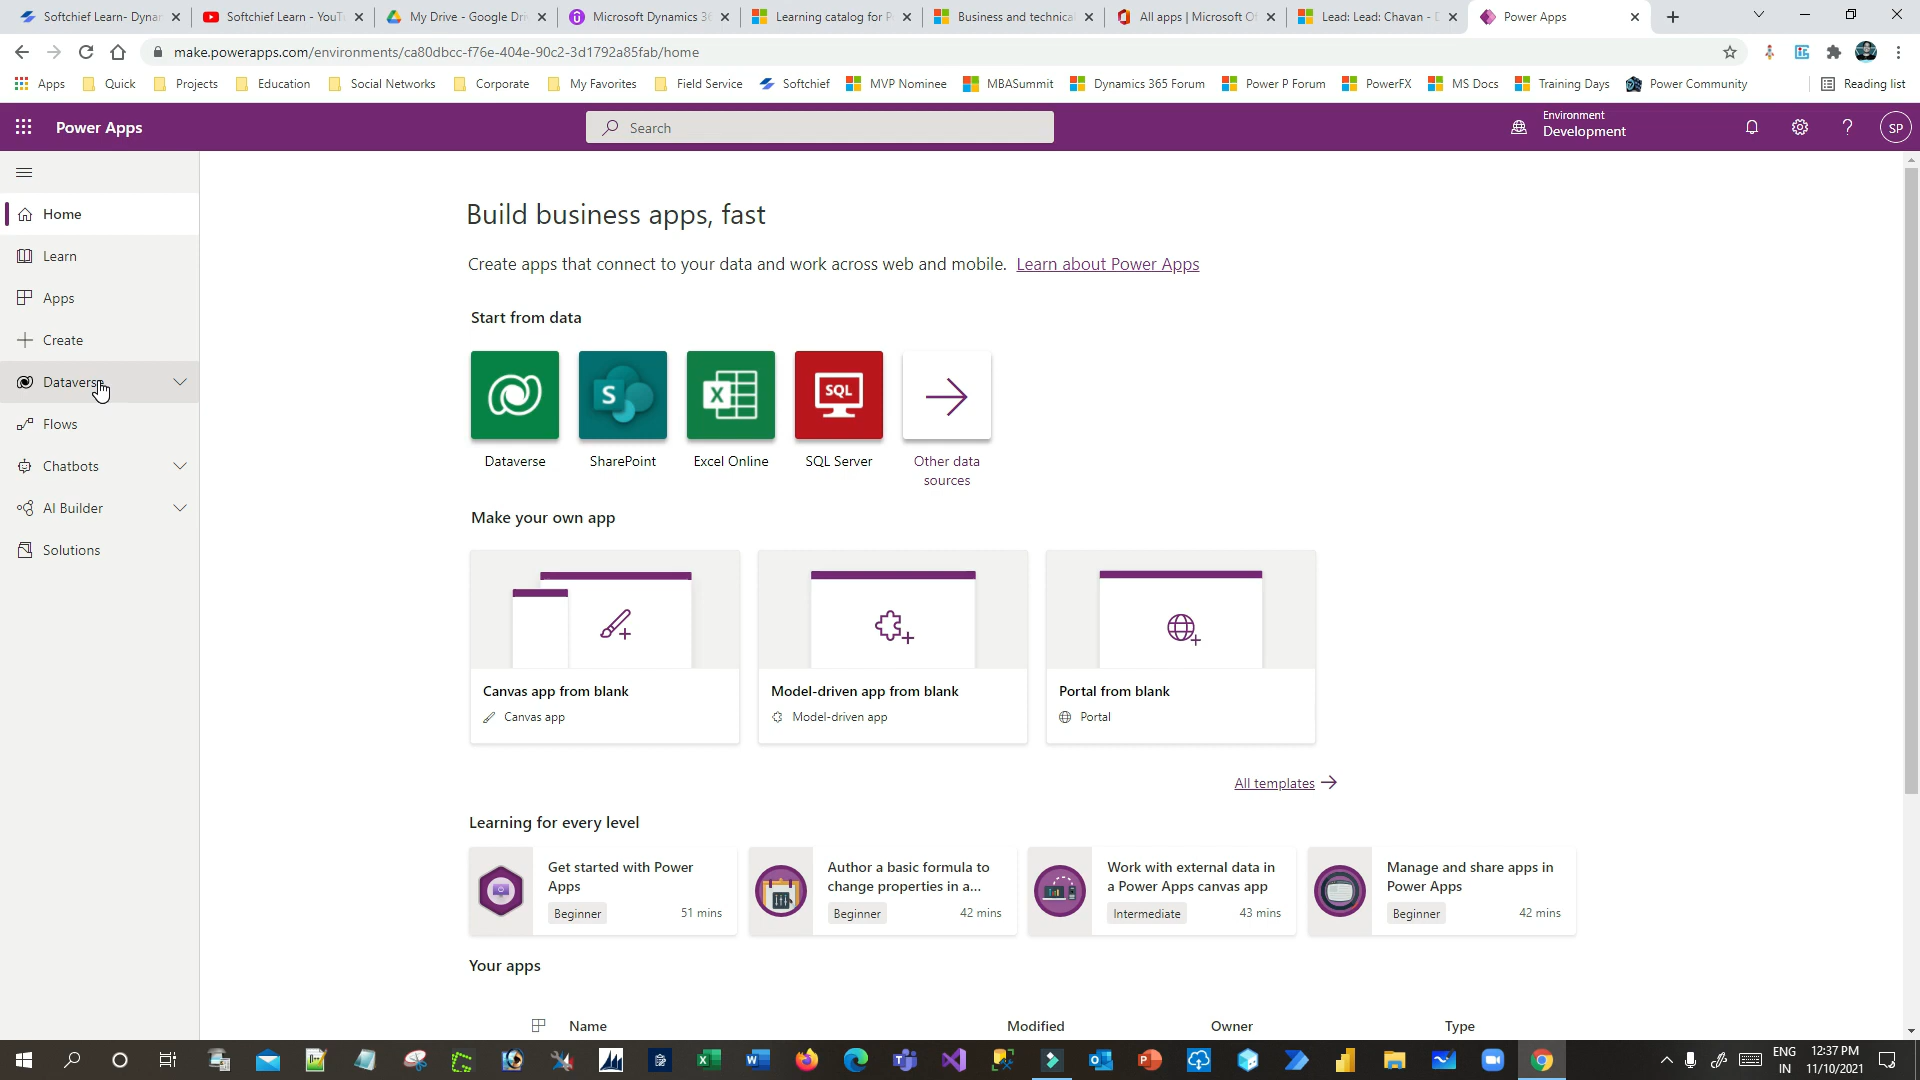 Softchief Learn- Dynar
Softchief Learn - YouT
My Drive - Google Dri
Microsoft Dynamics 36
Learning catalog for P
Business and technica
All apps | Microsoft O
Lead: Lead: Chavan - D
Power Apps
make.powerapps.com/environments/ca80dbcc-f76e-404e-90c2-3d1792a85fab/home
Apps
Quick
Projects
Education
Social Networks
Corporate
My Favorites
Field Service
Softchief
MVP Nominee
MBASummit
Dynamics 365 Forum
Power P Forum
PowerFX
MS Docs
Training Days
Power Community
Reading list
Power Apps
Search
Environment
Development
SP
Home
Learn
Apps
Create
Dataverse
Flows
Chatbots
AI Builder
Solutions
Build business apps, fast
Create apps that connect to your data and work across web and mobile. Learn about Power Apps
Start from data
S
X
SQL
Dataverse
SharePoint
Excel Online
SQL Server
Other data
sources
Make your own app
Canvas app from blank
Canvas app
Model-driven app from blank
Model-driven app
Portal from blank
Portal
All templates
Learning for every level
Get started with Power
Apps
Beginner
51 mins
Author a basic formula to
change properties in a...
Beginner
42 mins
Work with external data in
a Power Apps canvas app
Intermediate
43 mins
Manage and share apps in
Power Apps
Beginner
42 mins
Your apps
Name
Modified
Owner
Type
ENG
IN
12:37 PM
11/10/2021